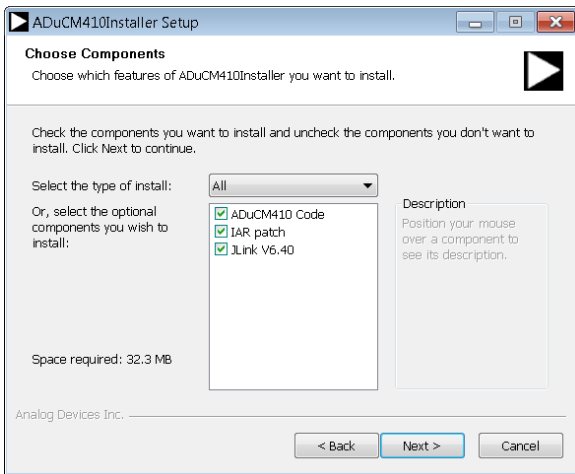 ADuCM410Installer Setup
Choose Components
Choose which features of ADuCM410Installer you want to install.
Check the components you want to install and uncheck the components you don't want to
install. Click Next to continue.
Select the type of install:
All
Or, select the optional
components you wish to
install:
ADuCM410 Code
IAR patch
JLink V6.40
Description
Position your mouse
over a component to
see its description.
Space required: 32.3 MB
Analog Devices Inc.
< Back
Next >
Cancel